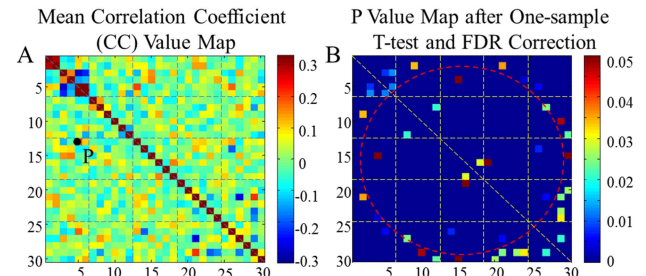 Mean Correlation Coefficient
(CC) Value Map
P Value Map after One-sample
T-test and FDR Correction
A
B
P
5
10
15
20
25
30
5 10 15 20 25 30
0.3
0.2
0.1
0
-0.1
-0.2
-0.3
5
10
15
20
25
30
5 10 15 20 25 30
0.05
0.04
0.03
0.02
0.01
0